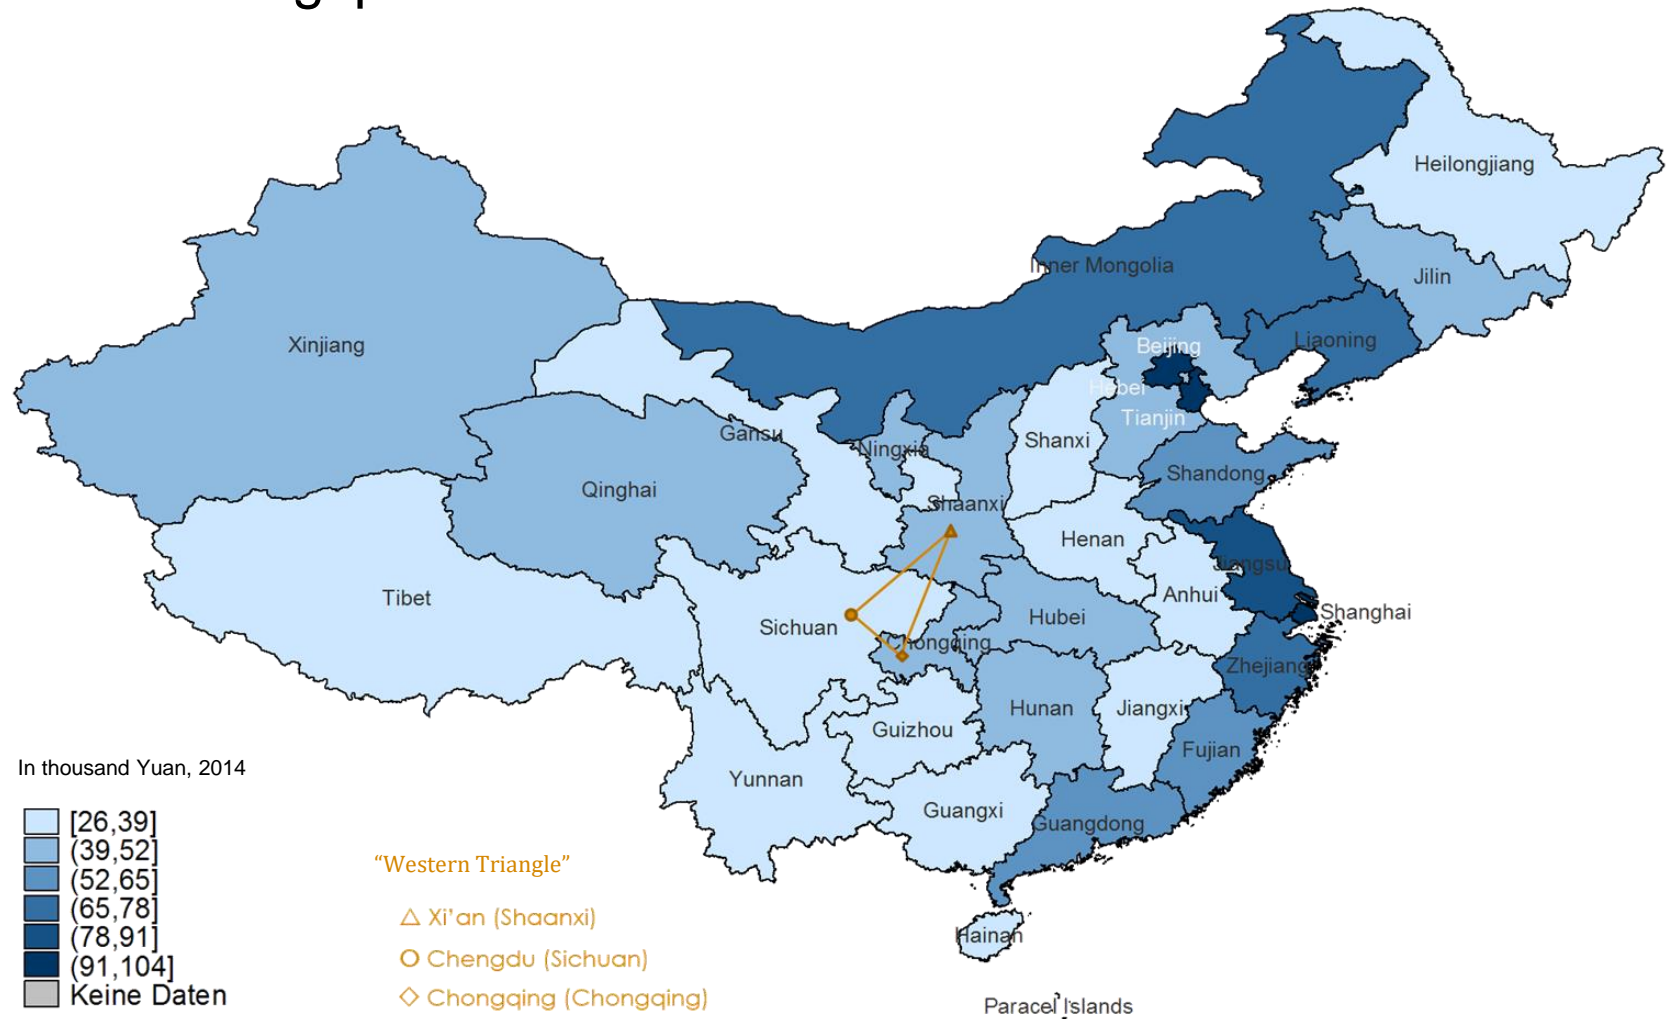 Heilongjiang
Inner Mongolia
Jilin
Xinjiang
Liaoning
Beijing
Hebei
Tianjin
Gansu
Ningxia
Shanxi
Shandong
Qinghai
Shaanxi
Henan
Jiangsu
Tibet
Anhui
Shanghai
Sichuan
Hubei
Chongqing
Zhejiang
Hunan
Jiangxi
Guizhou
Fujian
Yunnan
Guangxi
Guangdong
Hainan
Paracel Islands
In thousand Yuan, 2014
[26,39]
(39,52]
(52,65]
(65,78]
(78,91]
(91,104]
Keine Daten
“Western Triangle”
Xi’an (Shaanxi)
Chengdu (Sichuan)
Chongqing (Chongqing)